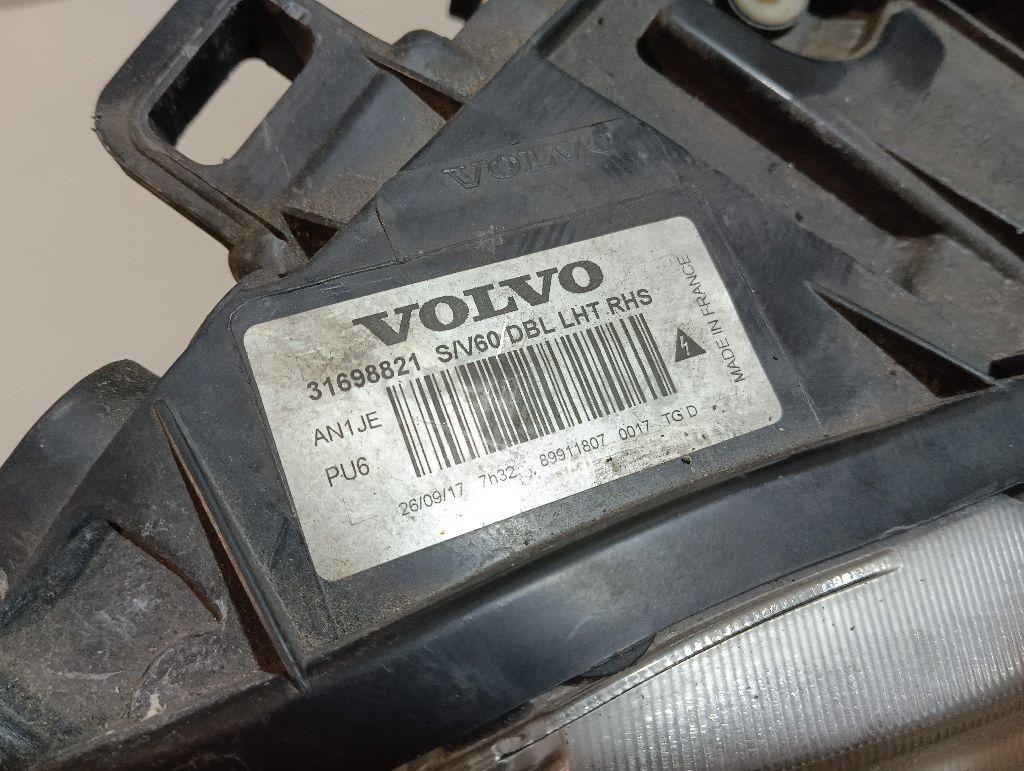 VOLVO
VOLVO
31698821 S/V60 DBL LHT RHS
AN1JE
PU6
26/09/17 7h32 89911807 0017 TG D
MADE IN FRANCE